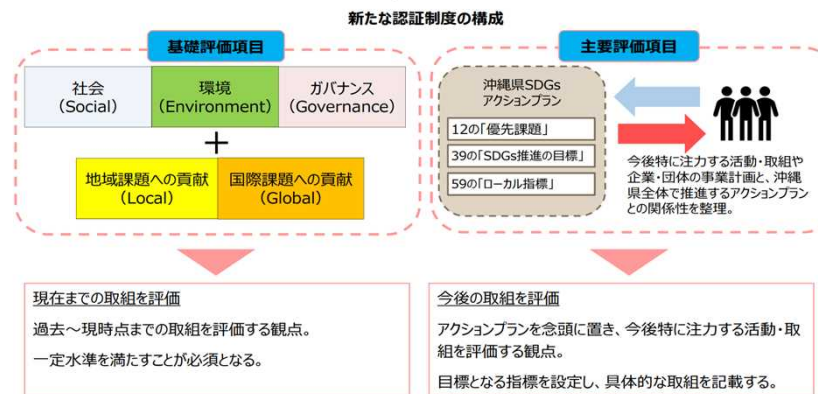 新たな認証制度の構成
基礎評価項目
社会
（Social）
環境
（Environment）
ガバナンス
（Governance）
＋
地域課題への貢献
（Local）
国際課題への貢献
（Global）
現在までの取組を評価
過去～現時点までの取組を評価する観点。
一定水準を満たすことが必須となる。
主要評価項目
沖縄県SDGs
アクションプラン
12の「優先課題」
39の「SDGs推進の目標」
59の「ローカル指標」
今後特に注力する活動・取組や
企業・団体の事業計画と、沖縄
県全体で推進するアクションプラン
との関係性を整理。
今後の取組を評価
アクションプランを念頭に置き、今後特に注力する活動・取
組を評価する観点。
目標となる指標を設定し、具体的な取組を記載する。